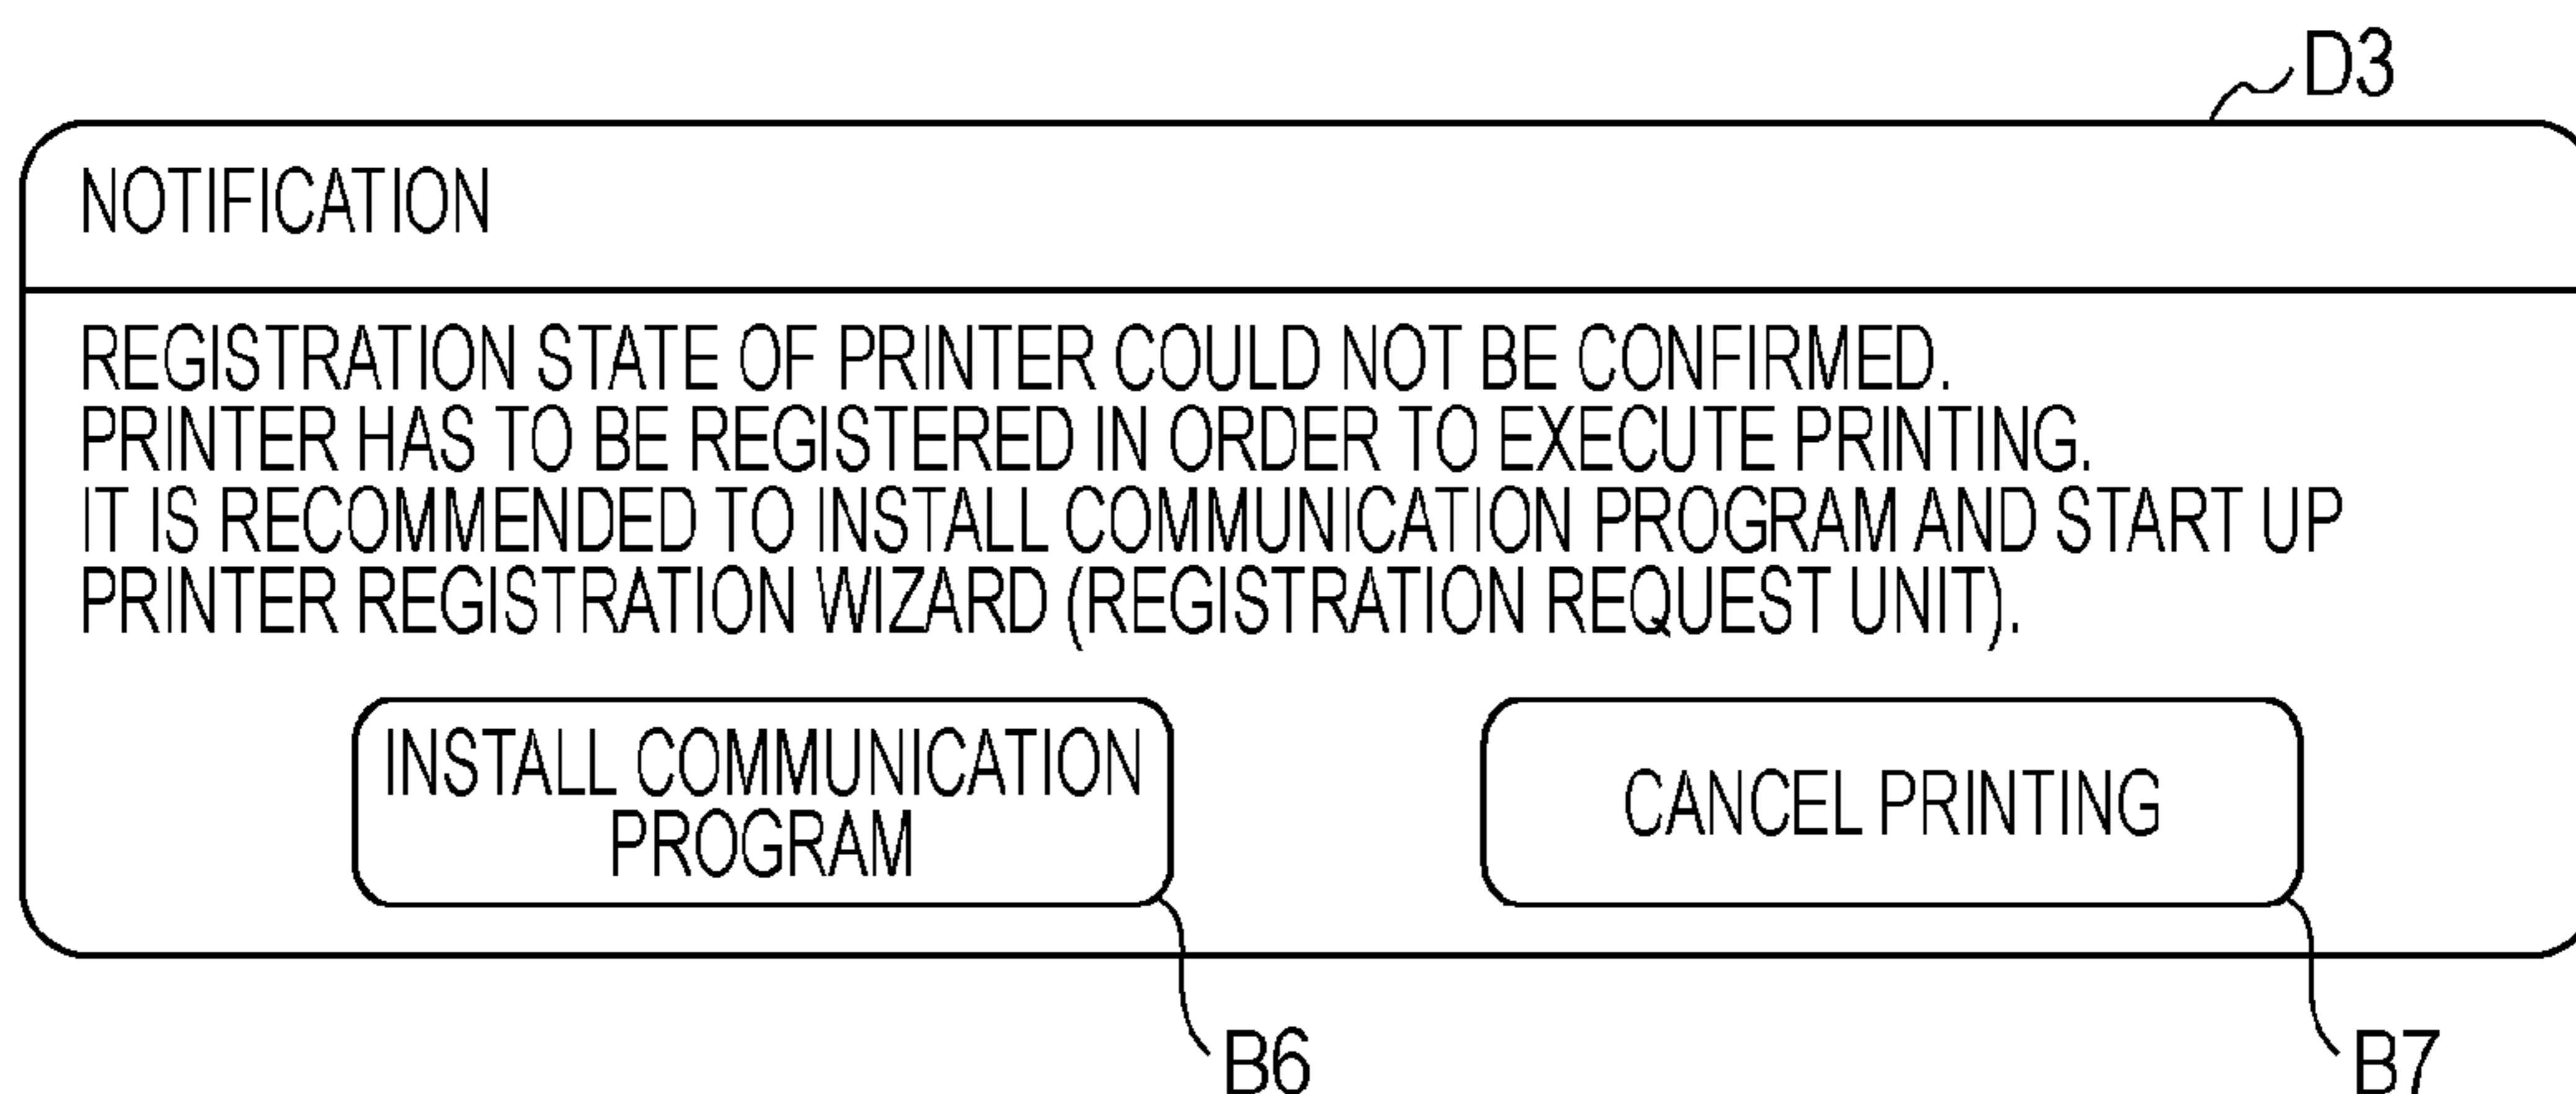 D3
NOTIFICATION
REGISTRATION STATE OF PRINTER COULD NOT BE CONFIRMED.
PRINTER HAS TO BE REGISTERED IN ORDER TO EXECUTE PRINTING.
IT IS RECOMMENDED TO INSTALL COMMUNICATION PROGRAM AND START UP
PRINTER REGISTRATION WIZARD (REGISTRATION REQUEST UNIT).
INSTALL COMMUNICATION
PROGRAM
CANCEL PRINTING
B6
B7